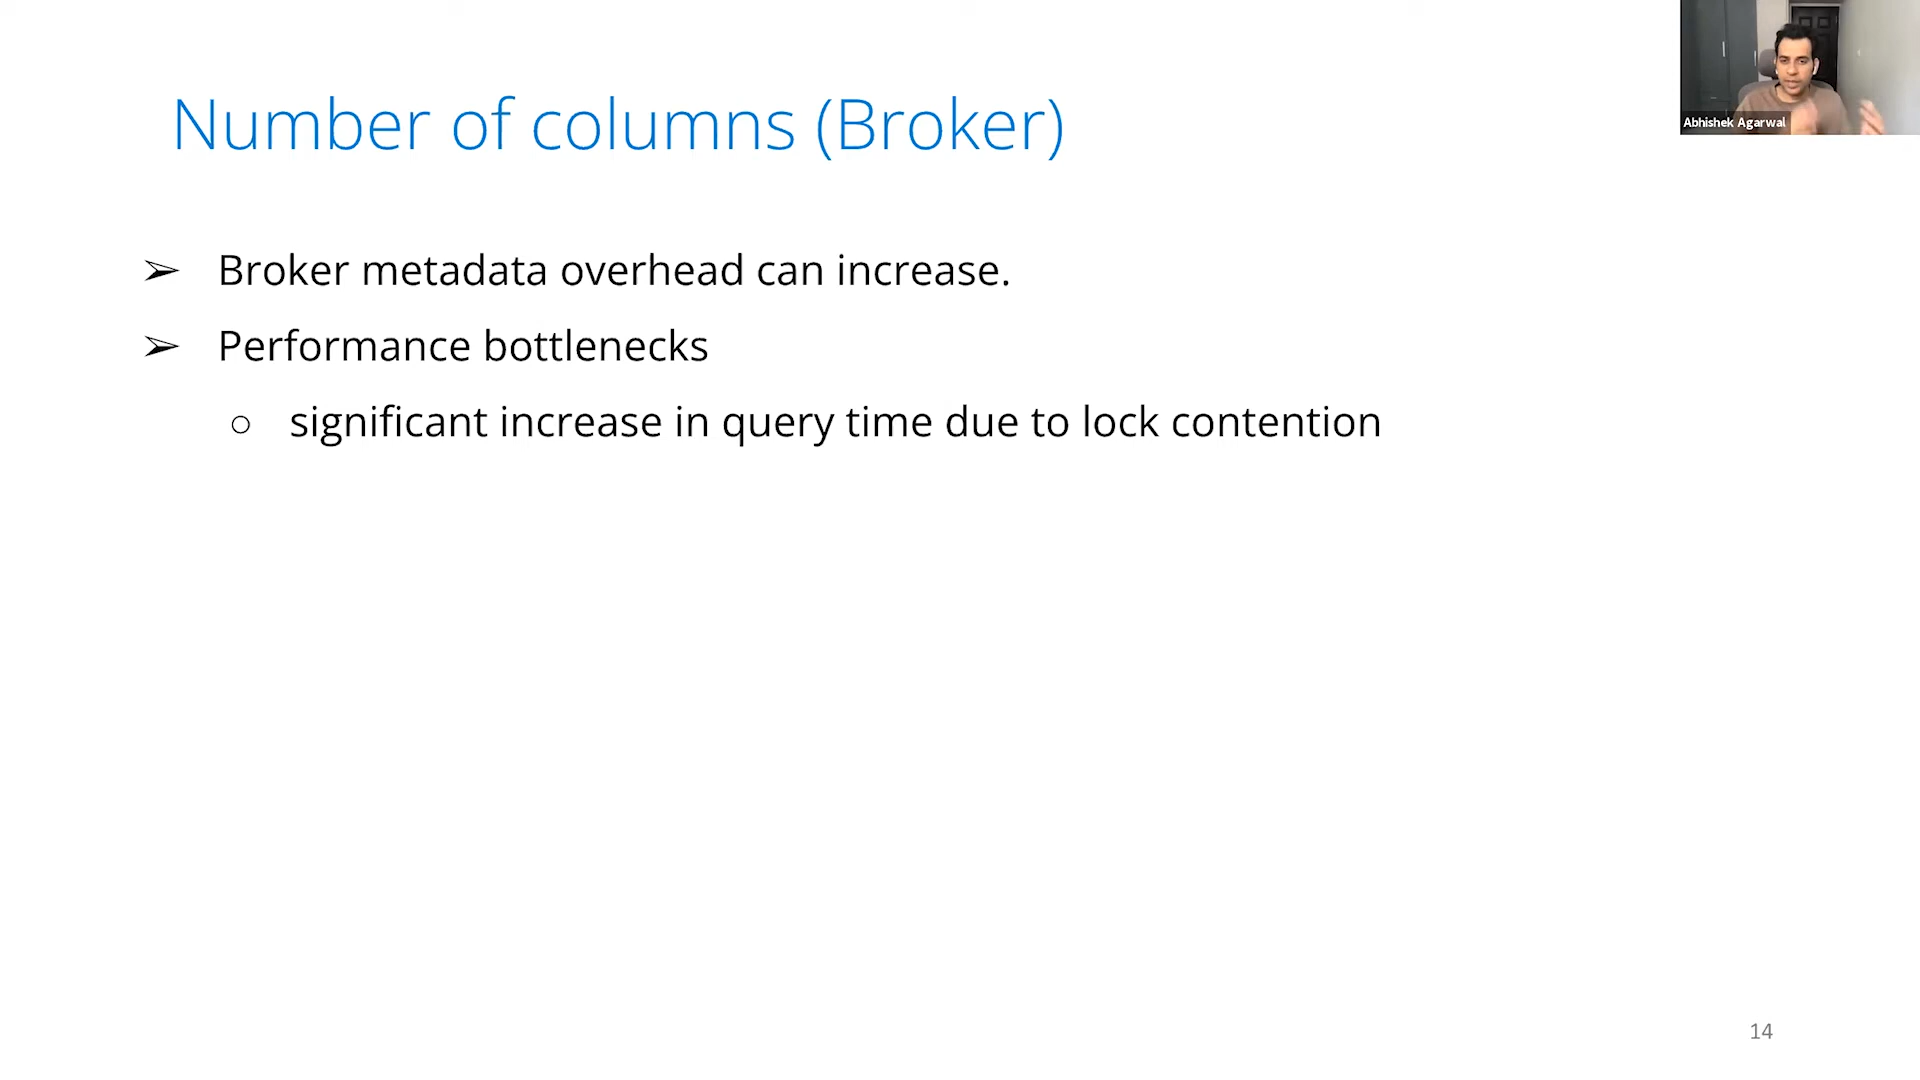 Number of columns (Broker)
Abhishek Agarwal
➢ Broker metadata overhead can increase.
➢ Performance bottlenecks
○ significant increase in query time due to lock contention
14